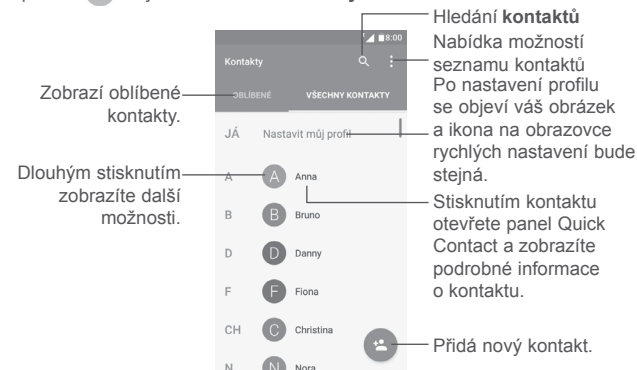 Hledání kontaktů
Nabídka možností
seznamu kontaktů
Po nastavení profilu
se objeví váš obrázek
a ikona na obrazovce
rychlých nastavení bude
stejná.
Stisknutím kontaktu
otevřete panel Quick
Contact a zobrazíte
podrobné informace
o kontaktu.
Přidá nový kontakt.
Zobrazí oblíbené
kontakty.
Dlouhým stisknutím
zobrazíte další
možnosti.
8:00
Kontakty
OBLÍBENÉ VŠECHNY KONTAKTY
JÁ Nastavit můj profil
A A Anna
B B Bruno
D D Danny
F F Fiona
CH C Christina
N N Nora